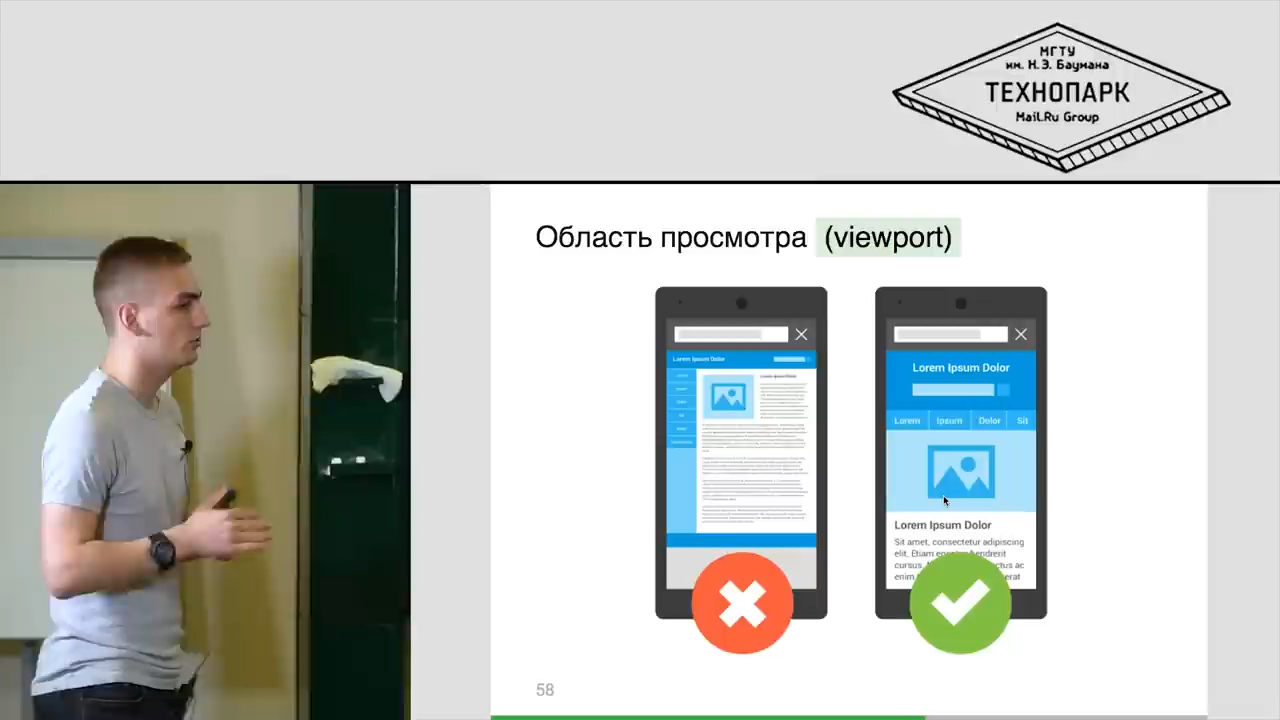 МГТУ
им. Н.Э. Баумана
ТЕХНОПАРК
Mail.Ru Group
Область просмотра (viewport)
Lorem Ipsum Dolor
Lorem Ipsum Dolor
Lorem Ipsum Dolor Sit
Lorem Ipsum Dolor
Sit amet, consectetur adipiscing
elit. Etiam
cursus,
enim
58